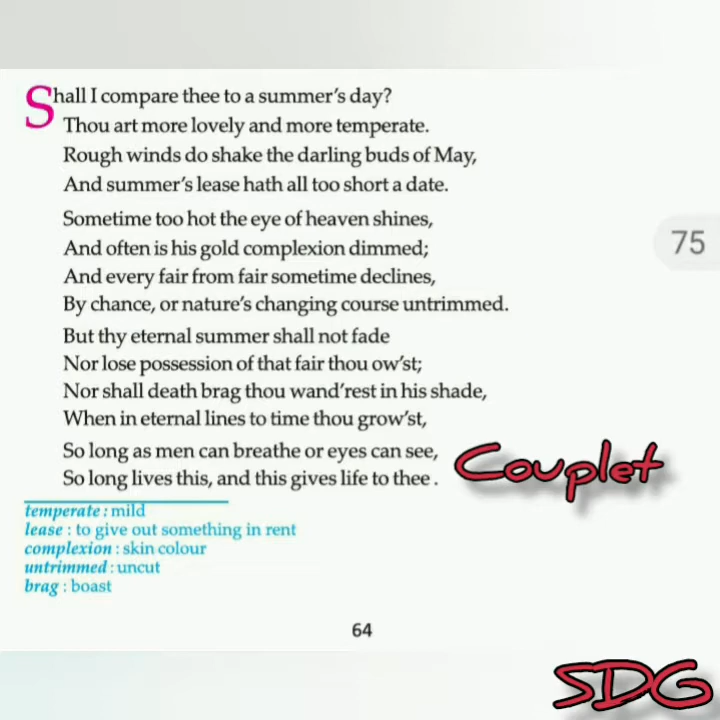 Shall I compare thee to a summer's day?
Thou art more lovely and more temperate.
Rough winds do shake the darling buds of May,
And summer's lease hath all too short a date.
Sometime too hot the eye of heaven shines,
75
And often is his gold complexion dimmed;
And every fair from fair sometime declines,
By chance, or nature's changing course untrimmed.
But thy eternal summer shall not fade
Nor lose possession of that fair thou ow'st;
Nor shall death brag thou wand'rest in his shade,
When in eternal lines to time thou grow'st,
So long as men can breathe or eyes can see,
Couplet
So long lives this, and this gives life to thee .
temperate : mild
lease : to give out something in rent
complexion : skin colour
untrimmed : uncut
brag : boast
64
SDG